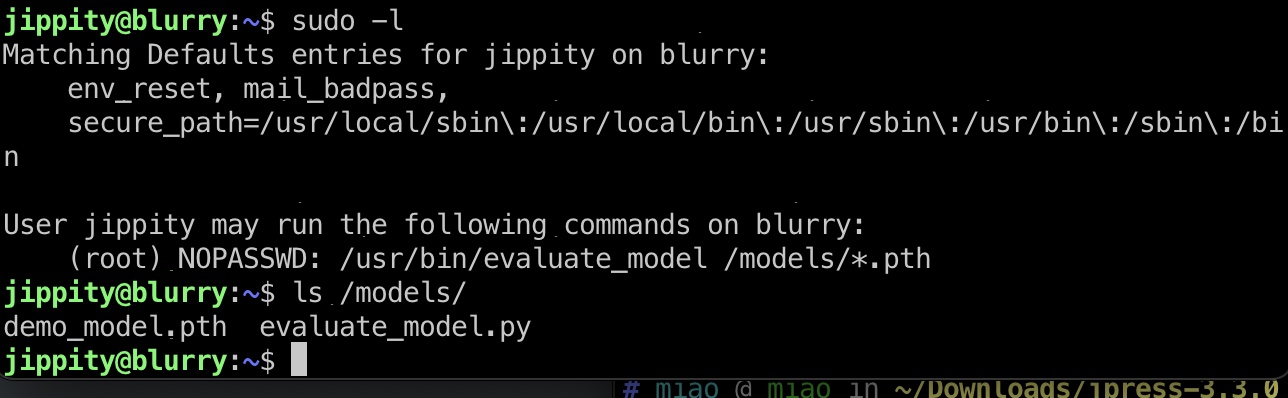 jippity@blurry:~$ sudo -l
Matching Defaults entries for jippity on blurry:
    env_reset, mail_badpass,
    secure_path=/usr/local/sbin\:/usr/local/bin\:/usr/sbin\:/usr/bin\:/sbin\:/bi
n
User jippity may run the following commands on blurry:
    (root) NOPASSWD: /usr/bin/evaluate_model /models/*.pth
jippity@blurry:~$ ls /models/
demo_model.pth  evaluate_model.py
jippity@blurry:~$
# miao @ miao in ~/Downloads/jpress-3.3.0